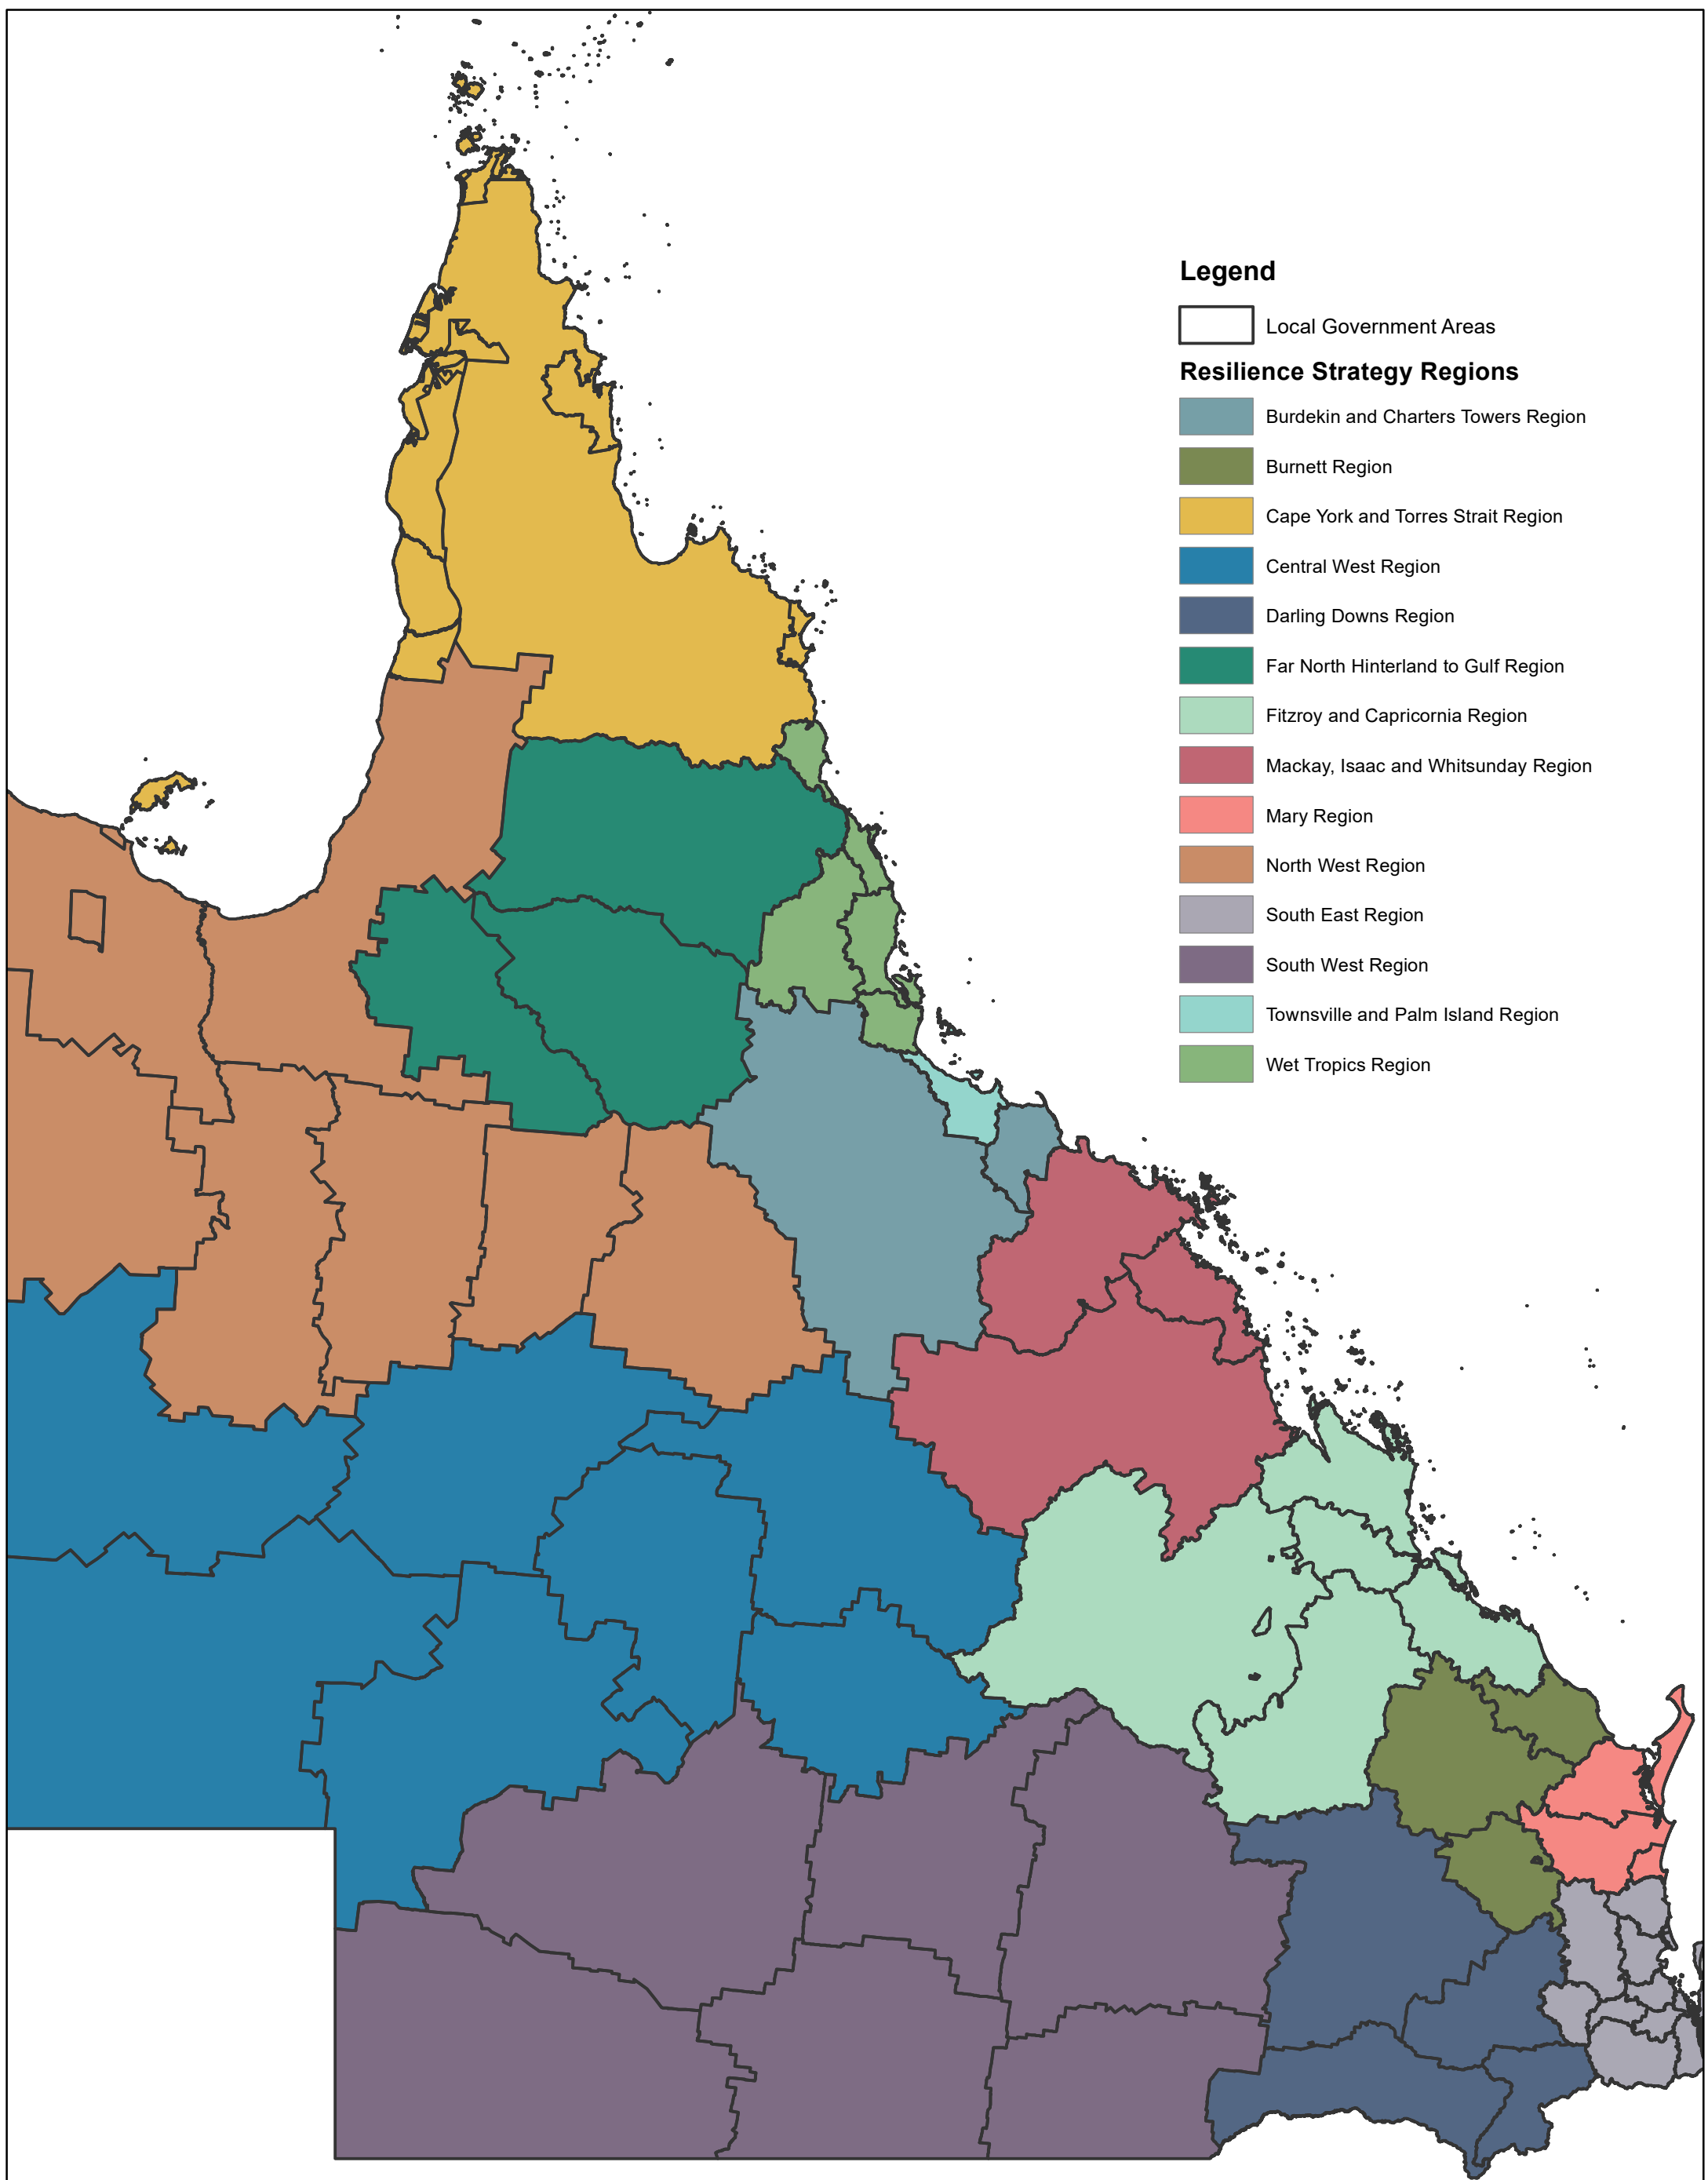 Legend
Local Government Areas
Resilience Strategy Regions
Burdekin and Charters Towers Region
Burnett Region
Cape York and Torres Strait Region
Central West Region
Darling Downs Region
Far North Hinterland to Gulf Region
Fitzroy and Capricornia Region
Mackay, Isaac and Whitsunday Region
Mary Region
North West Region
South East Region
South West Region
Townsville and Palm Island Region
Wet Tropics Region